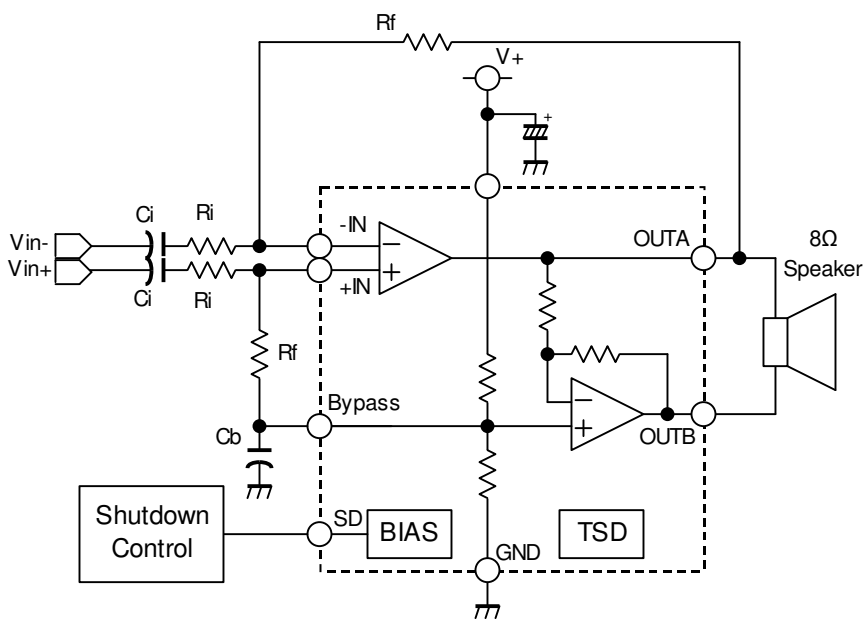 Rf
V+
+
Ci
Ri
-IN
OUTA
8Ω
Speaker
Vin-
Vin+
−
+
Ci
Ri
+IN
Rf
Bypass
Cb
−
+
OUTB
Shutdown
Control
SD
BIAS
TSD
GND